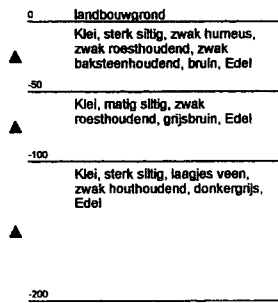 0 landbouwgrond
Klei, sterk siltig, zwak humeus,
zwak roesthoudend, zwak
baksteenhoudend, bruin, Edel
-50
Klei, matig siltig, zwak
roesthoudend, grijsbruin, Edel
-100
Klei, sterk siltig, laagjes veen,
zwak houthoudend, donkergrijs,
Edel
-200